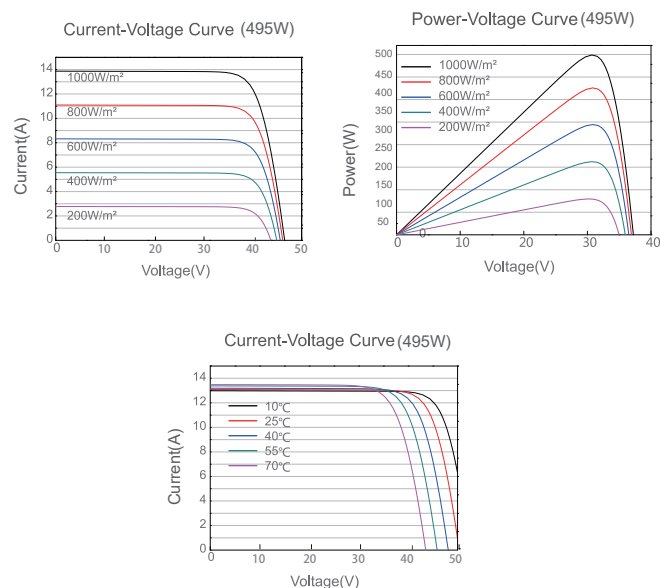 Current-Voltage Curve (495W)
14
12
10
8
6
4
2
0
Current(A)
1000W/m²
800W/m²
600W/m²
400W/m²
200W/m²
0 10 20 30 40 50
Voltage(V)
Power-Voltage Curve (495W)
500
450
400
350
300
250
200
150
100
50
Power(W)
1000W/m²
800W/m²
600W/m²
400W/m²
200W/m²
0
0 10 20 30 40
Voltage(V)
Current-Voltage Curve (495W)
14
12
10
8
6
4
2
0
Current(A)
10℃
25℃
40℃
55℃
70℃
0 10 20 30 40 50
Voltage(V)